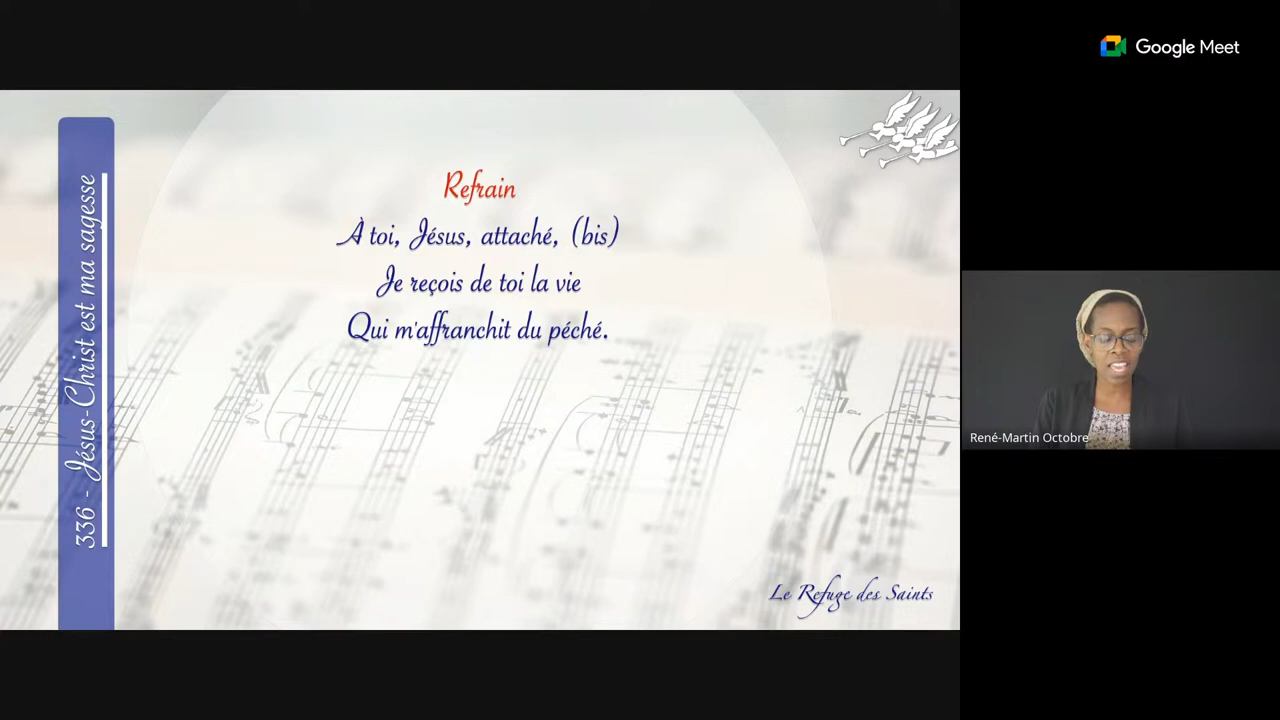 Google Meet
336 - Jésus-Christ est ma sagesse
Refrain
À toi, Jésus, attaché, (bis)
Je reçois de toi la vie
Qui m'affranchit du péché.
Le Refuge des Saints
René-Martin Octobre